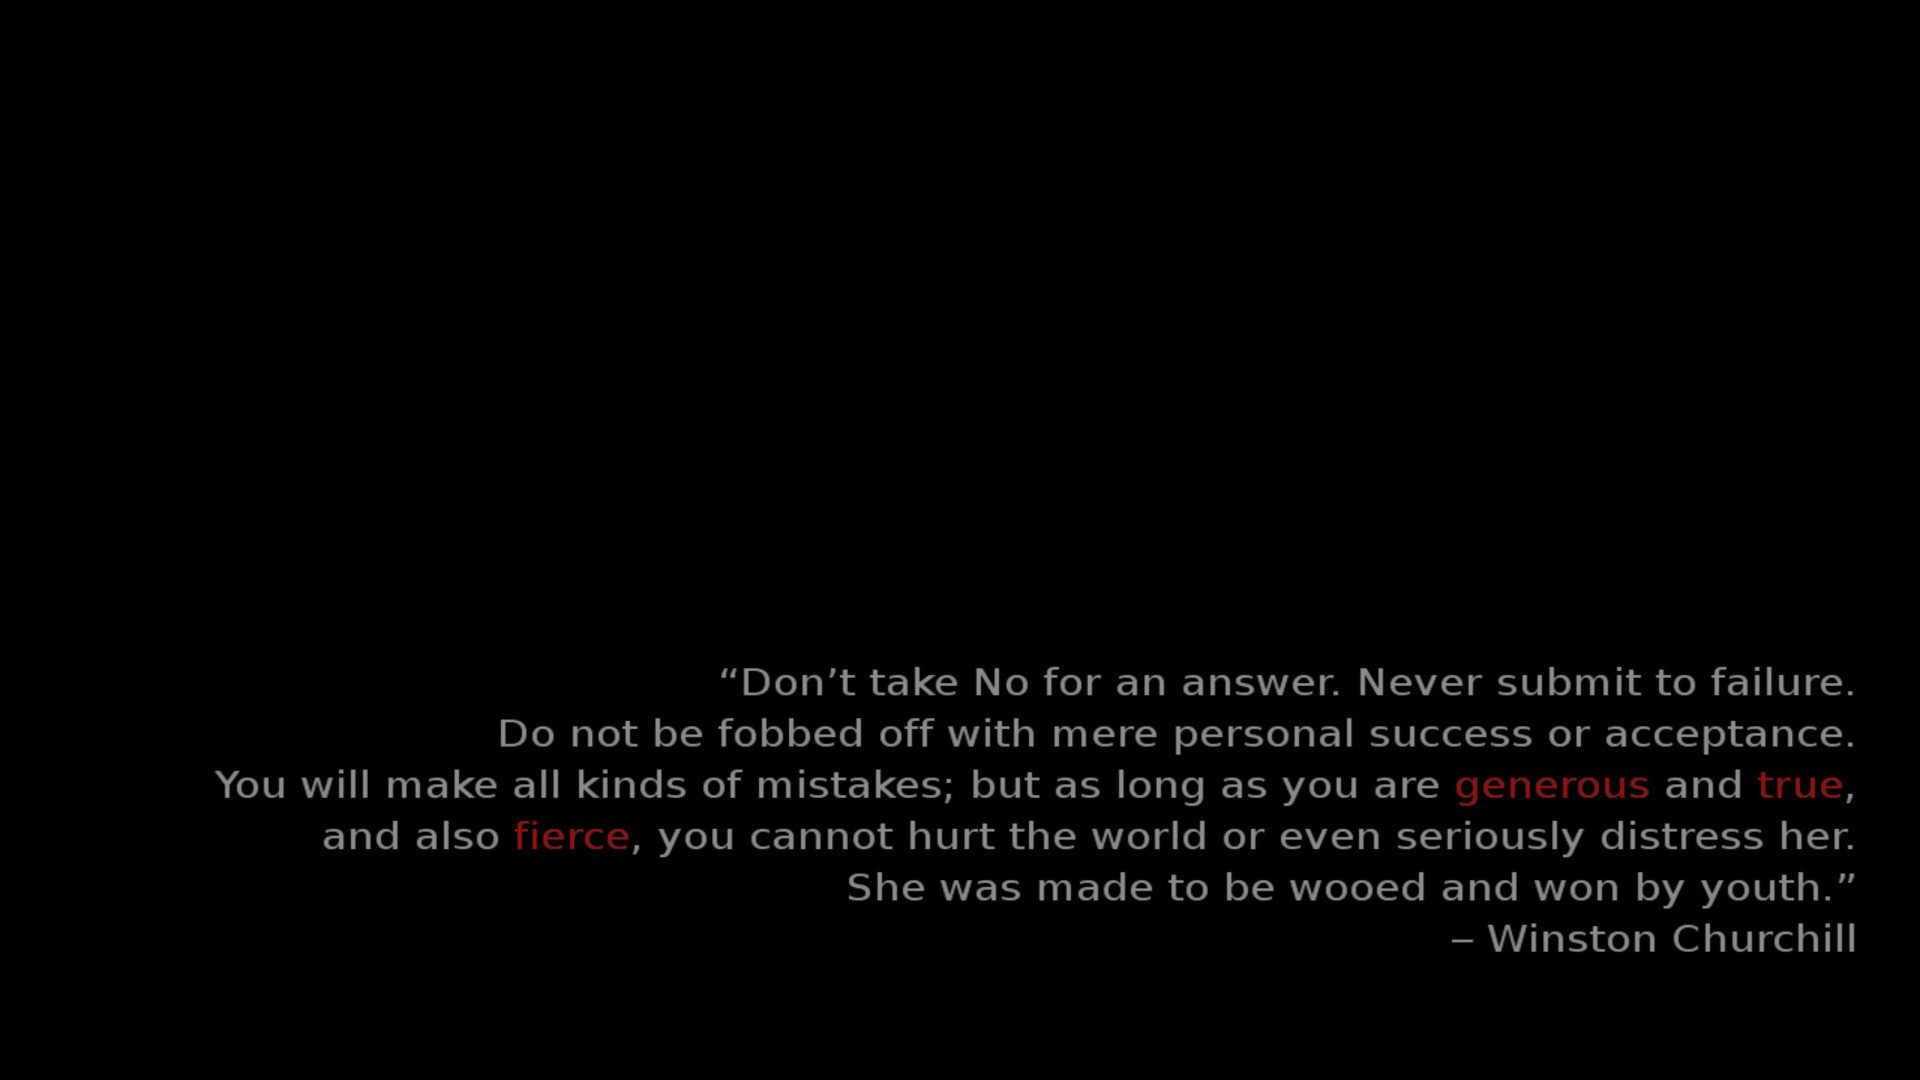 “Don’t take No for an answer. Never submit to failure.
Do not be fobbed off with mere personal success or acceptance.
You will make all kinds of mistakes; but as long as you are generous and true,
and also fierce, you cannot hurt the world or even seriously distress her.
She was made to be wooed and won by youth.”
– Winston Churchill